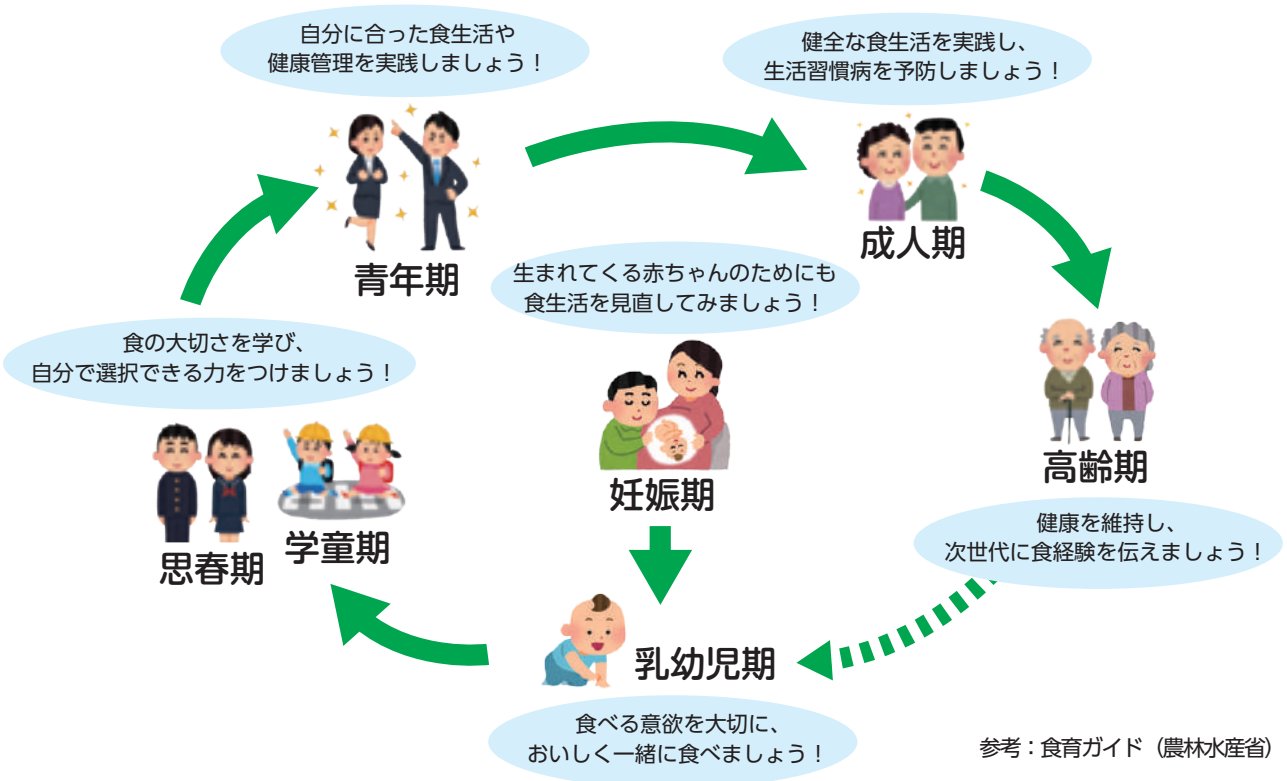 自分に合った食生活や
健康管理を実践しましょう！
健全な食生活を実践し、
生活習慣病を予防しましょう！
青年期
成人期
生まれてくる赤ちゃんのためにも
食生活を見直してみましょう！
食の大切さを学び、
自分で選択できる力をつけましょう！
妊娠期
高齢期
思春期
学童期
健康を維持し、
次世代に食経験を伝えましょう！
乳幼児期
食べる意欲を大切に、
おいしく一緒に食べましょう！
参考：食育ガイド（農林水産省）